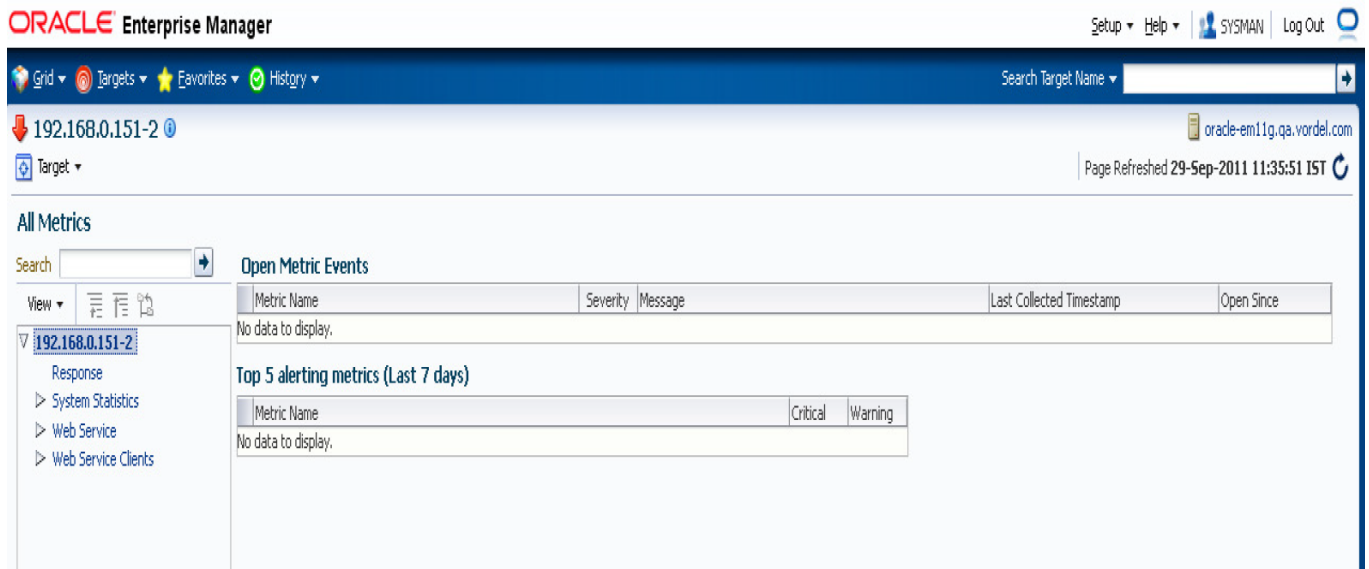 ORACLE Enterprise Manager
Setup Help SYSMAN Log Out
Grid Targets Favorites History Search Target Name
192.168.0.151-2 oracle-em11g.qa.vordel.com
Target Page Refreshed 29-Sep-2011 11:35:51 IST
All Metrics
Search
View
192.168.0.151-2
Response
System Statistics
Web Service
Web Service Clients
Open Metric Events
Metric Name Severity Message Last Collected Timestamp Open Since
No data to display.
Top 5 alerting metrics (Last 7 days)
Metric Name Critical Warning
No data to display.